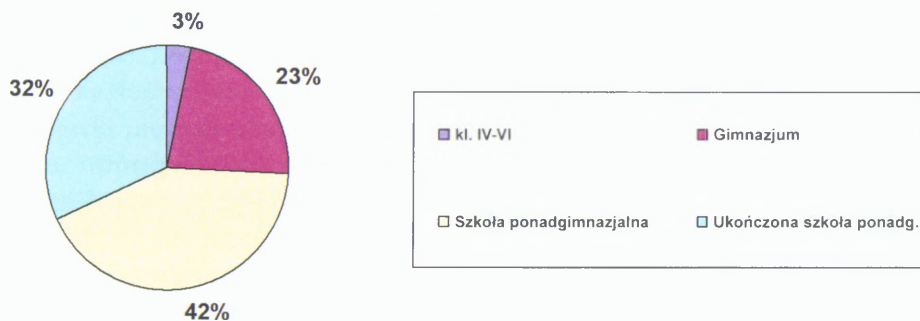 3%
23%
32%
42%
kl. IV-VI
Gimnazjum
Szkoła ponadgimnazjalna
Ukończona szkoła ponadg.